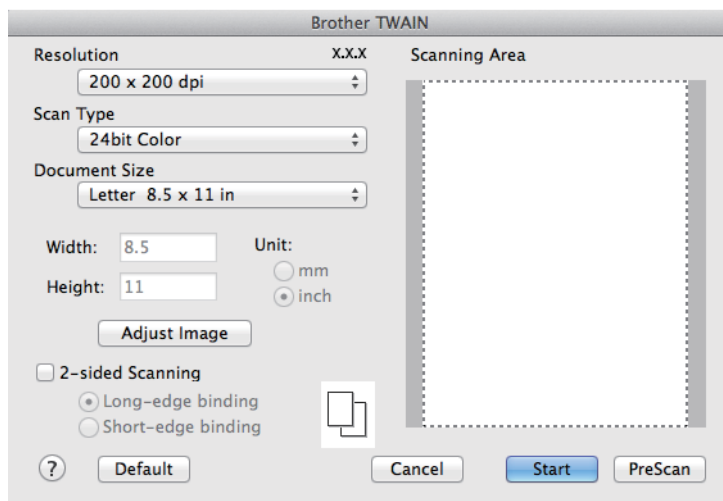 Brother TWAIN
Resolution X.X.X
200 x 200 dpi
Scan Type
24bit Color
Document Size
Letter 8.5 x 11 in
Width: 8.5
Height: 11
Unit:
mm
inch
Adjust Image
2-sided Scanning
Long-edge binding
Short-edge binding
? Default
Scanning Area
Cancel Start PreScan